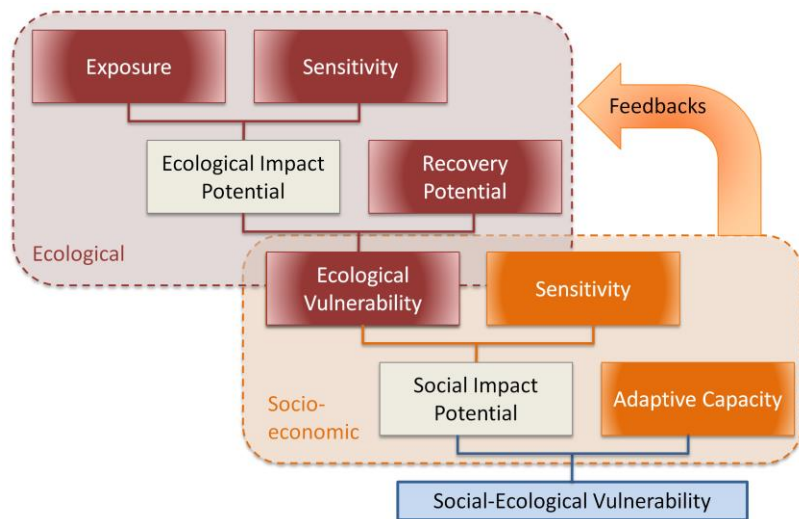 Exposure
Sensitivity
Feedbacks
Ecological Impact
Potential
Recovery
Potential
Ecological
Ecological
Vulnerability
Sensitivity
Social Impact
Potential
Adaptive Capacity
Socio-
economic
Social-Ecological Vulnerability